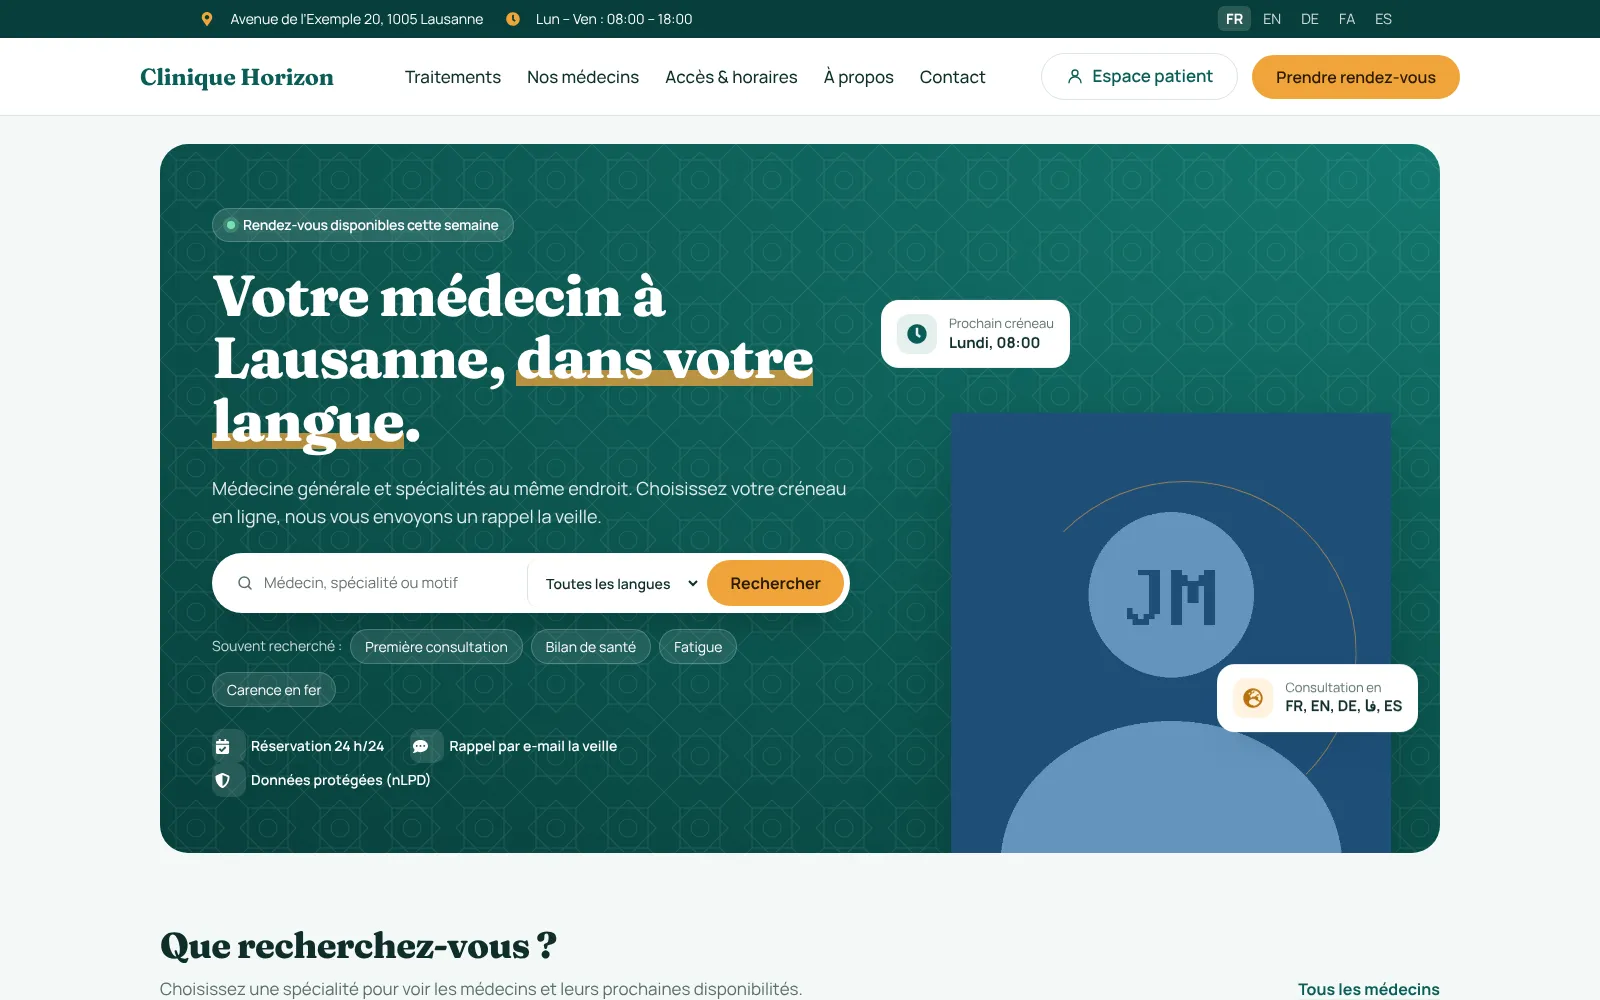 Avenue de l'Exemple 20, 1005 Lausanne
Lun – Ven : 08:00 – 18:00
FR EN DE FA ES
Clinique Horizon
Traitements
Nos médecins
Accès & horaires
À propos
Contact
Espace patient
Prendre rendez-vous
Rendez-vous disponibles cette semaine
Votre médecin à
Lausanne, dans votre
langue.
Médecine générale et spécialités au même endroit. Choisissez votre créneau
en ligne, nous vous envoyons un rappel la veille.
Médecin, spécialité ou motif
Toutes les langues
Rechercher
Souvent recherché :
Première consultation
Bilan de santé
Fatigue
Carence en fer
Réservation 24 h/24
Rappel par e-mail la veille
Données protégées (nLPD)
Prochain créneau
Lundi, 08:00
JM
Consultation en
FR, EN, DE, فا, ES
Que recherchez-vous ?
Choisissez une spécialité pour voir les médecins et leurs prochaines disponibilités.
Tous les médecins